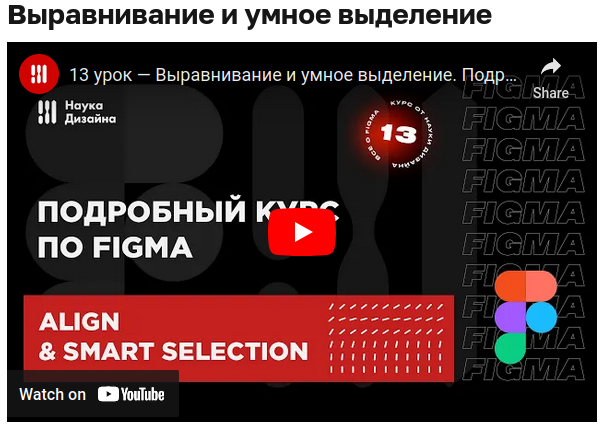 Выравнивание и умное выделение
13 урок — Выравнивание и умное выделение. Подр…
Share
Наука
Дизайна
КУРС ОТ НАУКИ ДИЗАЙНА
ВСЕ О FIGMA
13
ПОДРОБНЫЙ КУРС
ПО FIGMA
ALIGN
& SMART SELECTION
FIGMA
FIGMA
FIGMA
FIGMA
FIGMA
FIGMA
FIGMA
FIGMA
FIGMA
FIGMA
Watch on YouTube